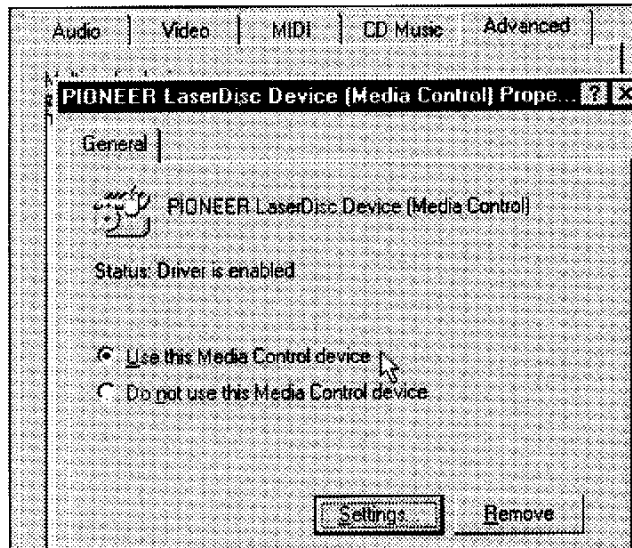 Audio Video MIDI CD Music Advanced
PIONEER LaserDisc Device (Media Control) Prope... ? X
General
PIONEER LaserDisc Device (Media Control)
Status: Driver is enabled
Use this Media Control device
Do not use this Media Control device
Settings... Remove